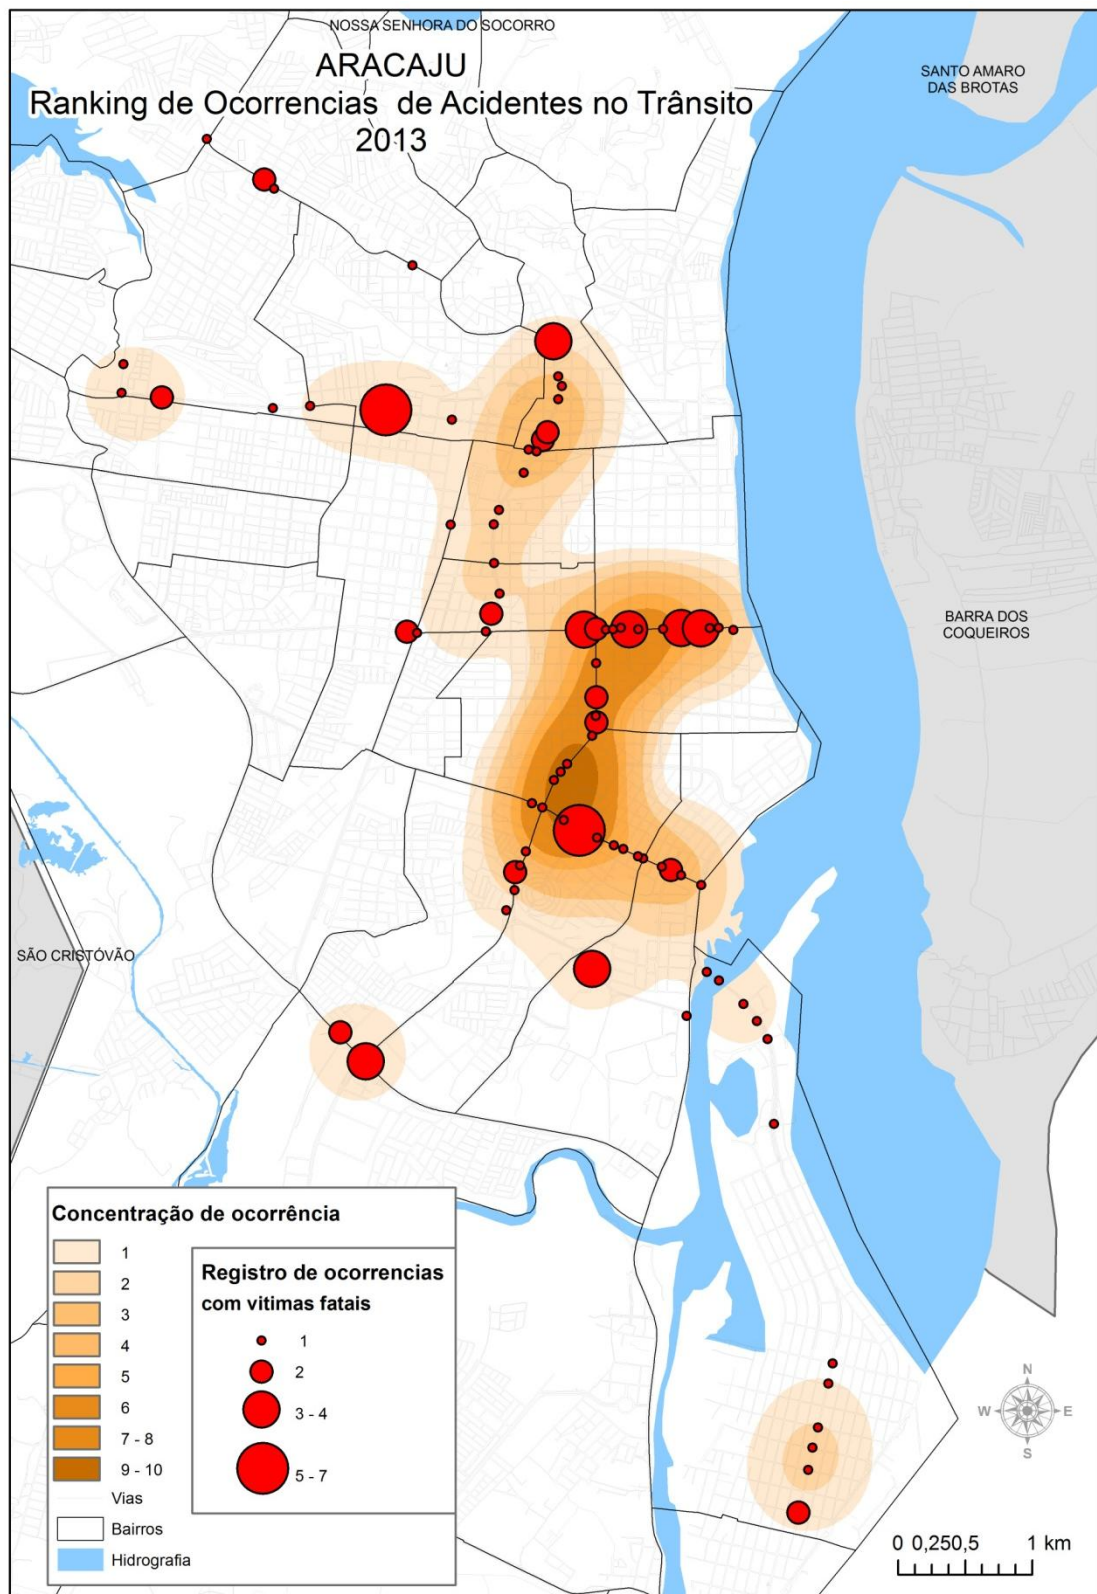 NOSSA SENHORA DO SOCORRO
ARACAJU
Ranking de Ocorrencias de Acidentes no Trânsito
2013
SANTO AMARO
DAS BROTAS
BARRA DOS
COQUEIROS
SÃO CRISTÓVÃO
Concentração de ocorrência
1
2
3
4
5
6
7 - 8
9 - 10
Vias
Bairros
Hidrografia
Registro de ocorrencias
com vitimas fatais
1
2
3 - 4
5 - 7
N
W E
S
0 0,250,5 1 km